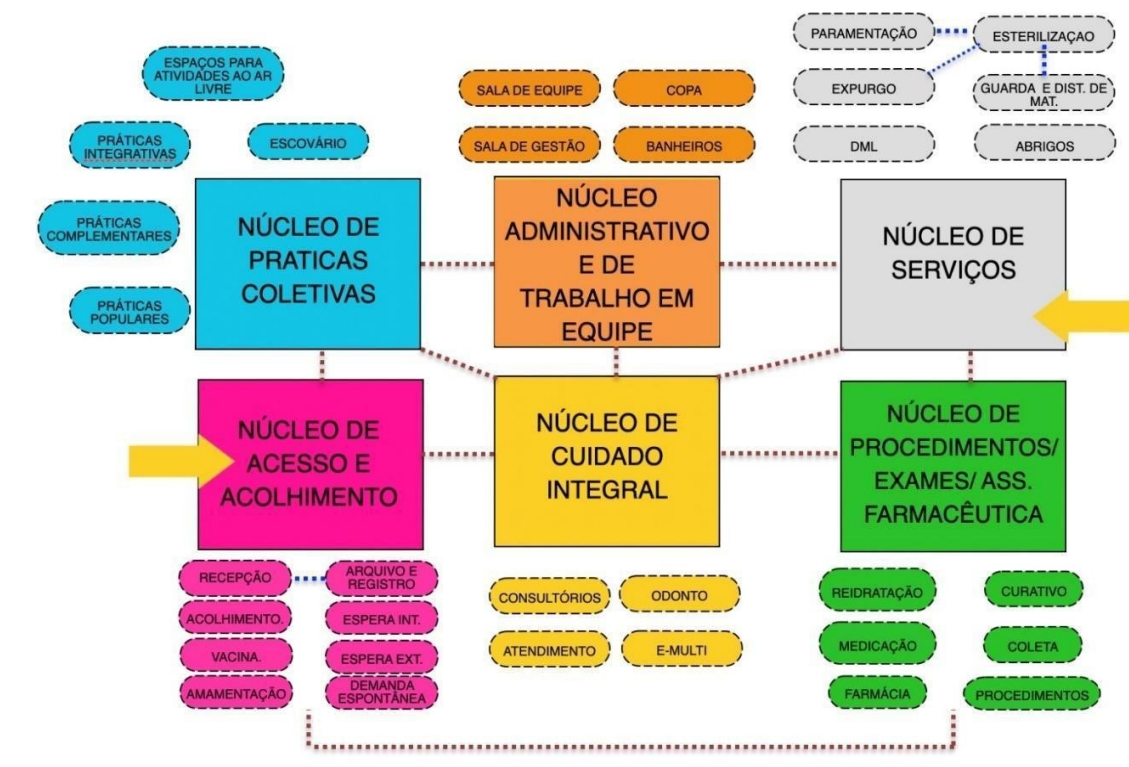 ESPAÇOS PARA
ATIVIDADES AO AR
LIVRE
PRÁTICAS
INTEGRATIVAS
ESCOVÁRIO
PRÁTICAS
COMPLEMENTARES
PRÁTICAS
POPULARES
NÚCLEO DE
PRATICAS
COLETIVAS
SALA DE EQUIPE
COPA
SALA DE GESTÃO
BANHEIROS
NÚCLEO
ADMINISTRATIVO
E DE
TRABALHO EM
EQUIPE
PARAMENTAÇÃO
ESTERILIZAÇAO
EXPURGO
GUARDA E DIST. DE
MAT.
DML
ABRIGOS
NÚCLEO DE
SERVIÇOS
NÚCLEO DE
ACESSO E
ACOLHIMENTO
RECEPÇÃO
ARQUIVO E
REGISTRO
ACOLHIMENTO.
ESPERA INT.
VACINA.
ESPERA EXT.
AMAMENTAÇÃO
DEMANDA
ESPONTÂNEA
NÚCLEO DE
CUIDADO
INTEGRAL
CONSULTÓRIOS
ODONTO
ATENDIMENTO
E-MULTI
NÚCLEO DE
PROCEDIMENTOS/
EXAMES/ ASS.
FARMACÊUTICA
REIDRATAÇÃO
CURATIVO
MEDICAÇÃO
COLETA
FARMÁCIA
PROCEDIMENTOS